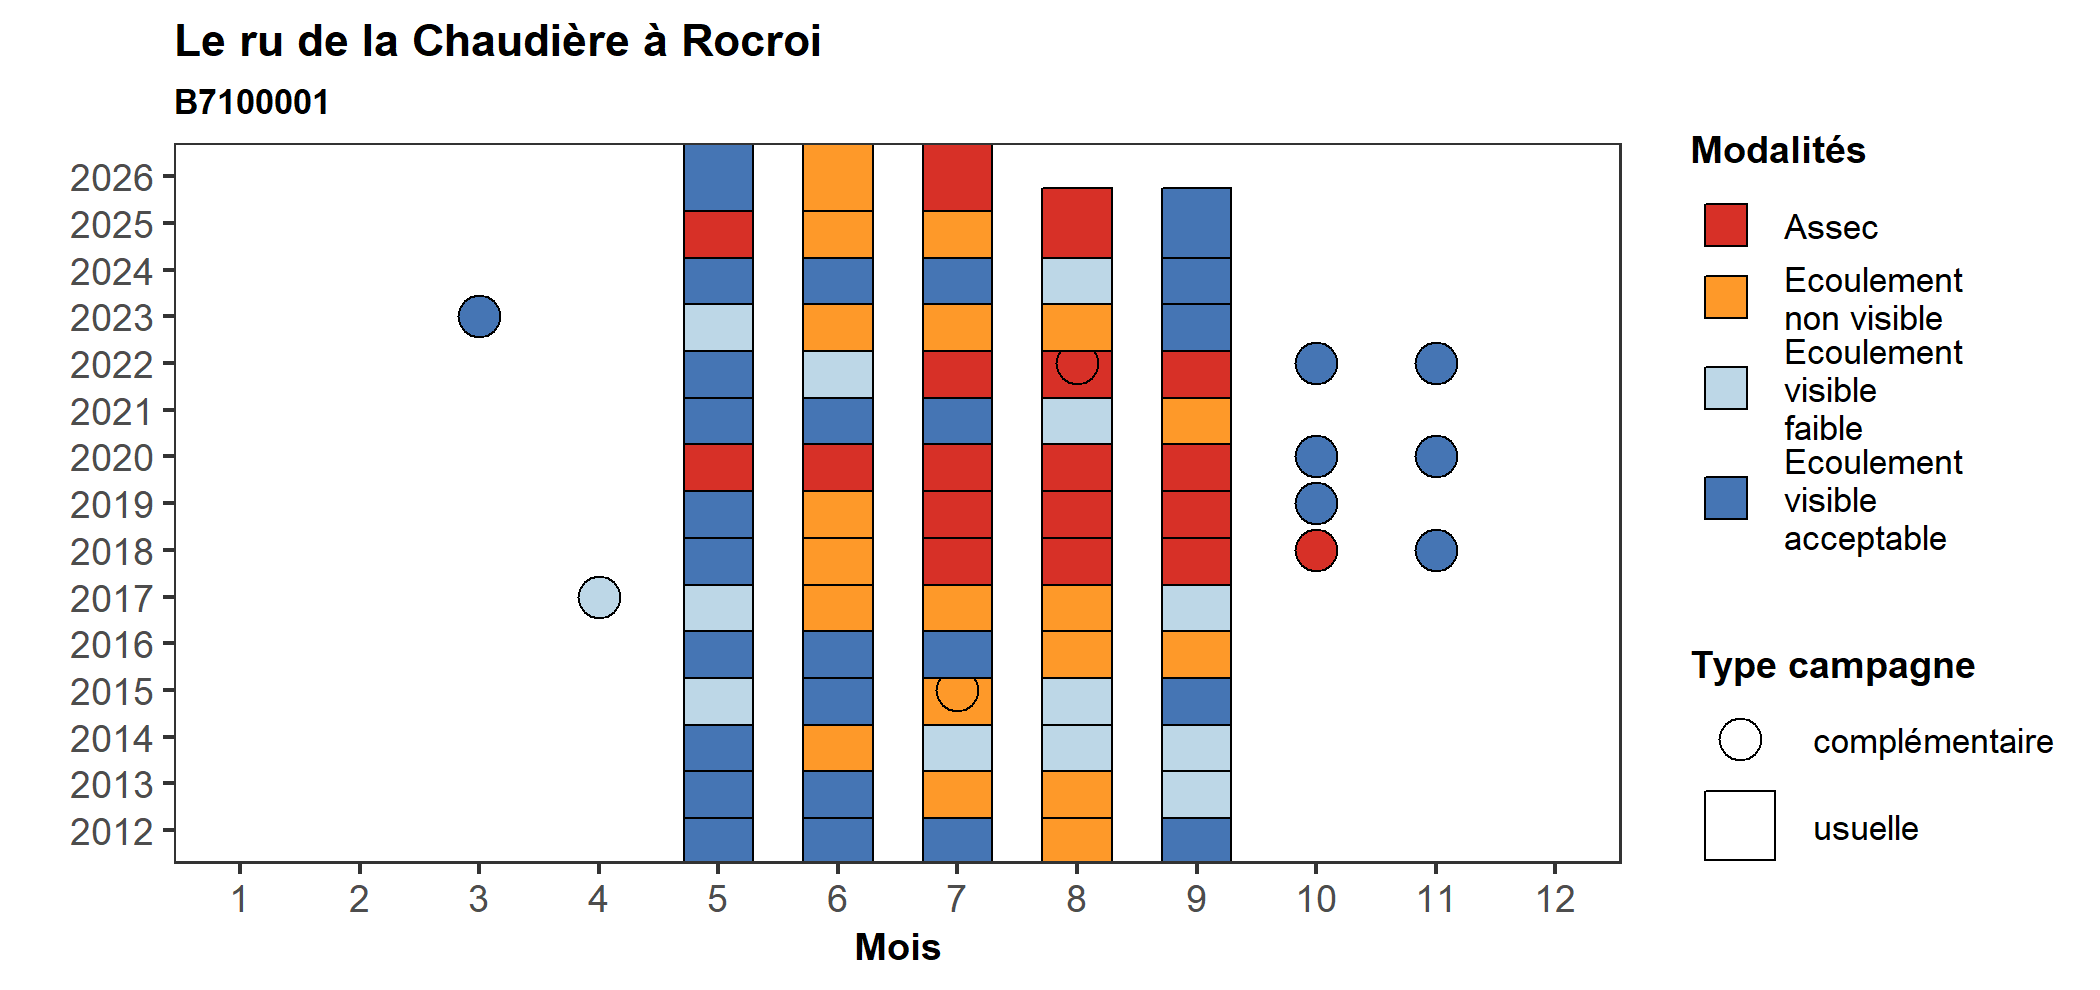 Le ru de la Chaudière à Rocroi
B7100001
2026
2025
2024
2023
2022
2021
2020
2019
2018
2017
2016
2015
2014
2013
2012
1 2 3 4 5 6 7 8 9 10 11 12
Mois
Modalités
Assec
Ecoulement
non visible
Ecoulement
visible
faible
Ecoulement
visible
acceptable
Type campagne
complémentaire
usuelle